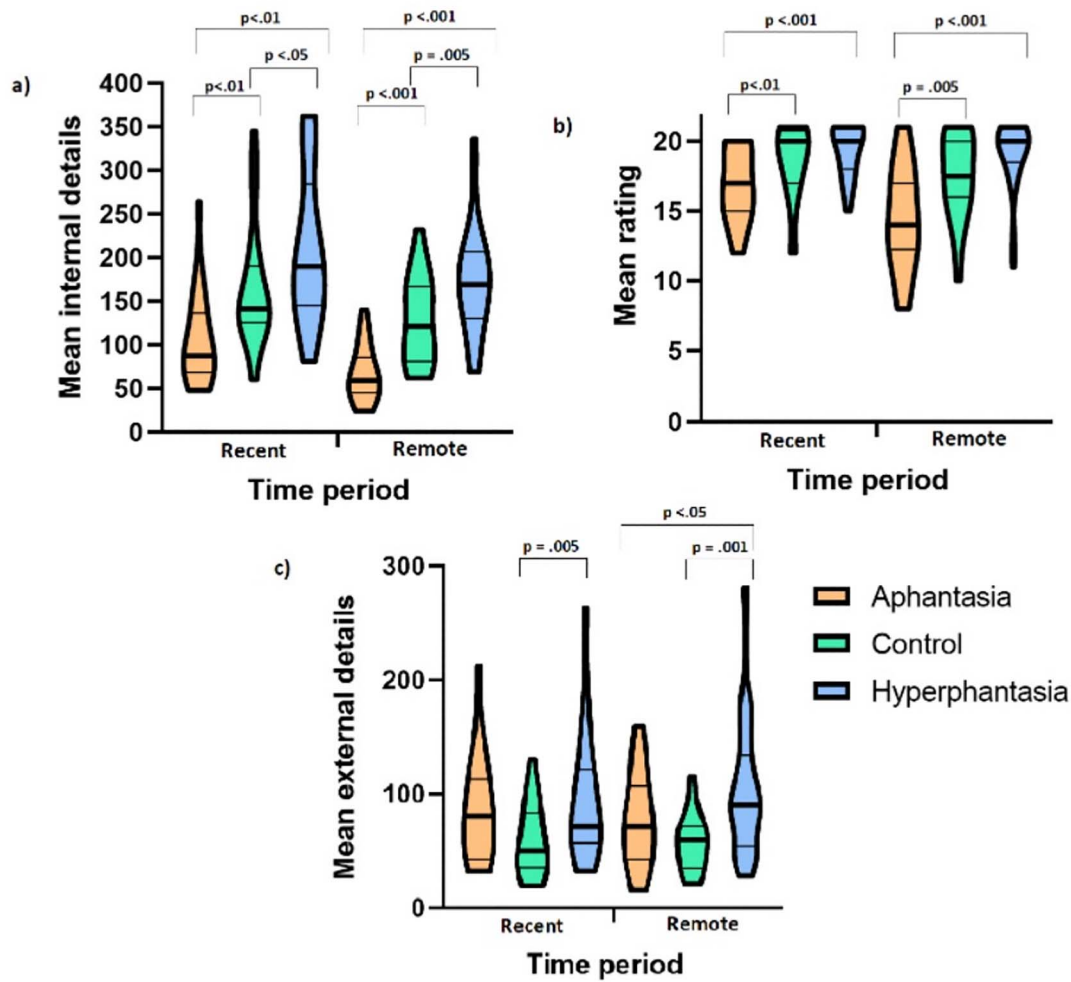 a)
p<.01
p <.05
p<.01
p<.001
p = .005
p<.001
400
350
300
250
200
150
100
50
0
Mean internal details
Recent
Remote
Time period
b)
p <.001
p<.01
p <.001
p = .005
20
15
10
5
0
Mean rating
Recent
Remote
Time period
c)
p = .005
p <.05
p = .001
300
200
100
0
Mean external details
Recent
Remote
Time period
Aphantasia
Control
Hyperphantasia